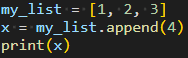 my_list = [1, 2, 3]
x = my_list.append(4)
print(x)